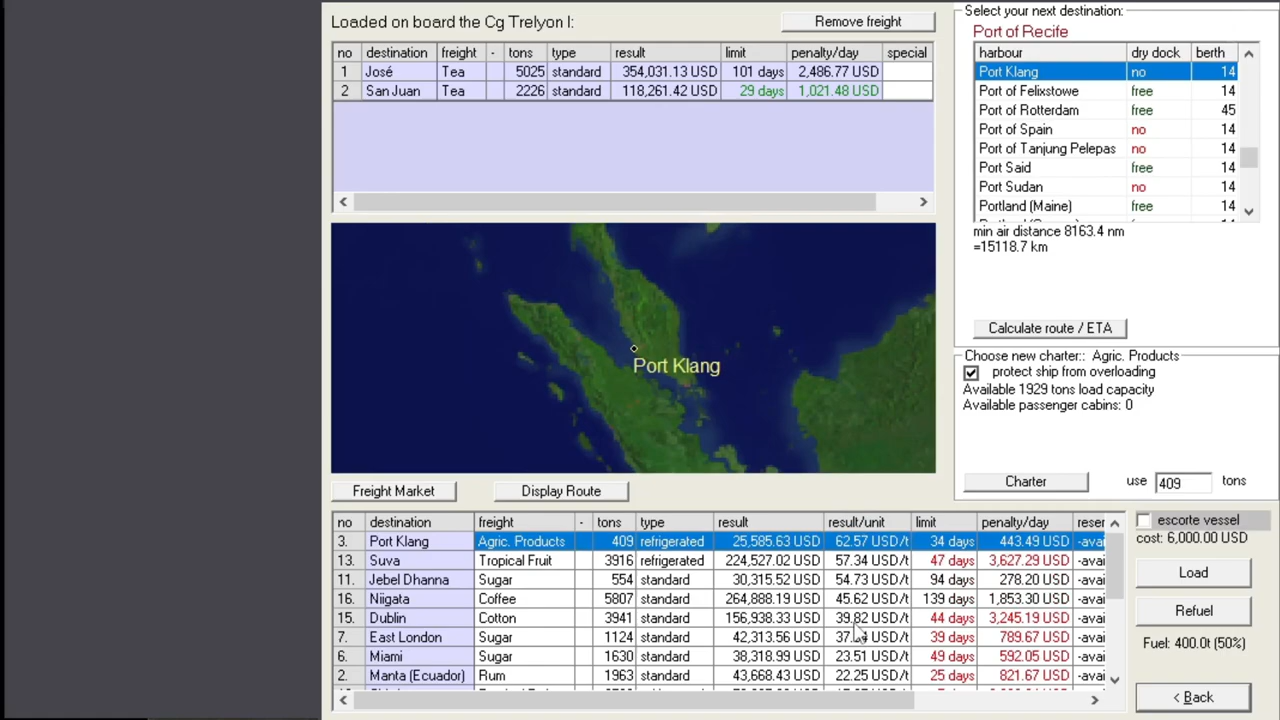 Loaded on board the Cg Trelyon I:
Remove freight
no destination freight - tons type result limit penalty/day special
1 José Tea 5025 standard 354,031.13 USD 101 days 2,486.77 USD
2 San Juan Tea 2226 standard 118,261.42 USD 29 days 1,021.48 USD
Port Klang
Select your next destination:
Port of Recife
harbour dry dock berth
Port Klang no 14
Port of Felixstowe free 14
Port of Rotterdam free 45
Port of Spain no 14
Port of Tanjung Pelepas no 14
Port Said free 14
Port Sudan no 14
Portland (Maine) free 14
min air distance 8163.4 nm
=15118.7 km
Calculate route / ETA
Choose new charter:: Agric. Products
protect ship from overloading
Available 1929 tons load capacity
Available passenger cabins: 0
Charter use 409 tons
Freight Market Display Route
no destination freight - tons type result result/unit limit penalty/day reser
3. Port Klang Agric. Products 409 refrigerated 25,585.63 USD 62.57 USD/t 34 days 443.49 USD -avai
13. Suva Tropical Fruit 3916 refrigerated 224,527.02 USD 57.34 USD/t 47 days 3,627.29 USD -avai
11. Jebel Dhanna Sugar 554 standard 30,315.52 USD 54.73 USD/t 94 days 278.20 USD -avai
16. Niigata Coffee 5807 standard 264,888.19 USD 45.62 USD/t 139 days 1,853.30 USD -avai
15. Dublin Cotton 3941 standard 156,938.33 USD 39.82 USD/t 44 days 3,245.19 USD -avai
7. East London Sugar 1124 standard 42,313.56 USD USD/t 39 days 789.67 USD -avai
6. Miami Sugar 1630 standard 38,318.99 USD 23.51 USD/t 49 days 592.05 USD -avai
2. Manta (Ecuador) Rum 1963 standard 43,668.43 USD 22.25 USD/t 25 days 821.67 USD -avai
escorte vessel
cost: 6,000.00 USD
Load
Refuel
Fuel: 400.0t (50%)
< Back